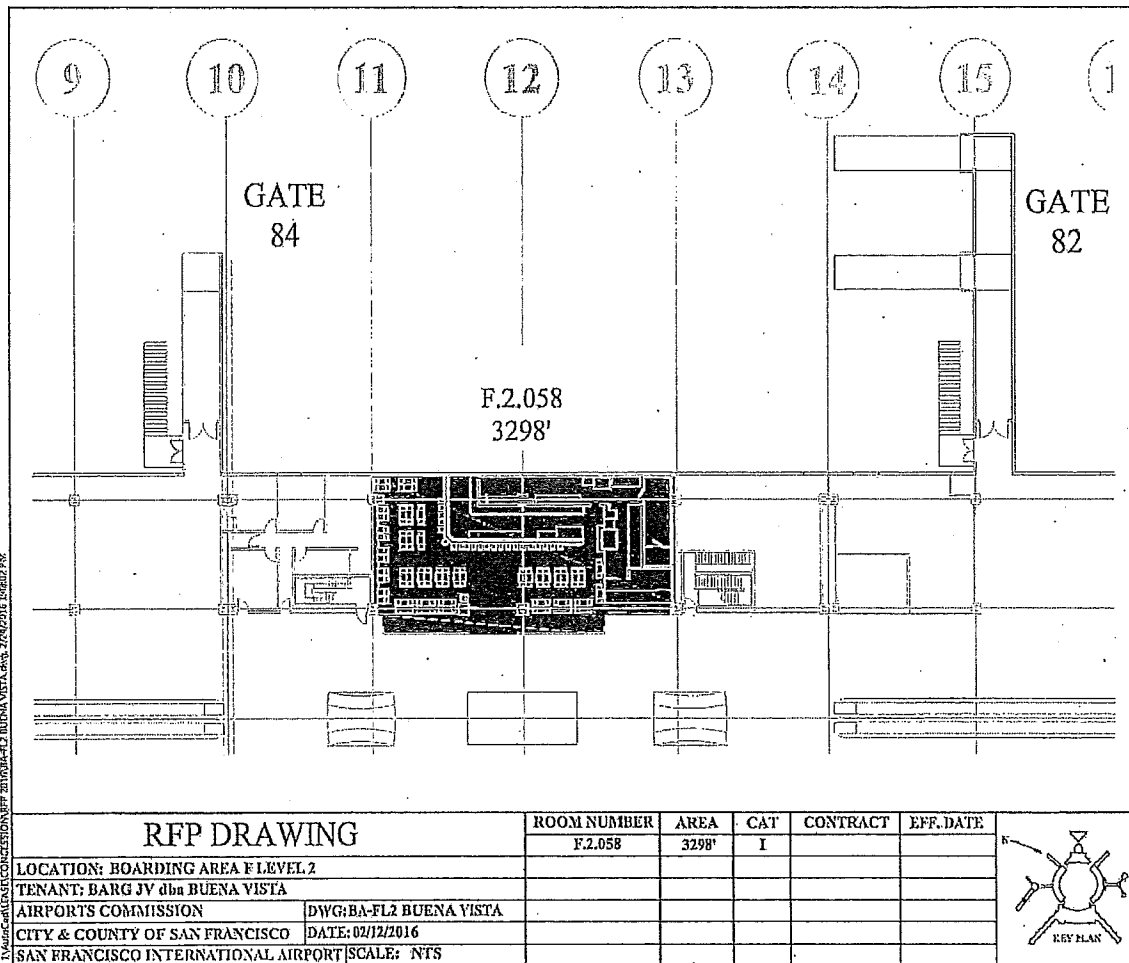 9 10 11 12 13 14 15 1
GATE
84
GATE
82
F.2.058
3298'
RFP DRAWING
LOCATION: BOARDING AREA F LEVEL 2
TENANT: BARG JV dba BUENA VISTA
AIRPORTS COMMISSION DWG:BA-FL2 BUENA VISTA
CITY & COUNTY OF SAN FRANCISCO DATE: 02/12/2016
SAN FRANCISCO INTERNATIONAL AIRPORT SCALE: NTS
ROOM NUMBER AREA CAT CONTRACT EFF.DATE
F.2.058 3298' I
N
KEY PLAN